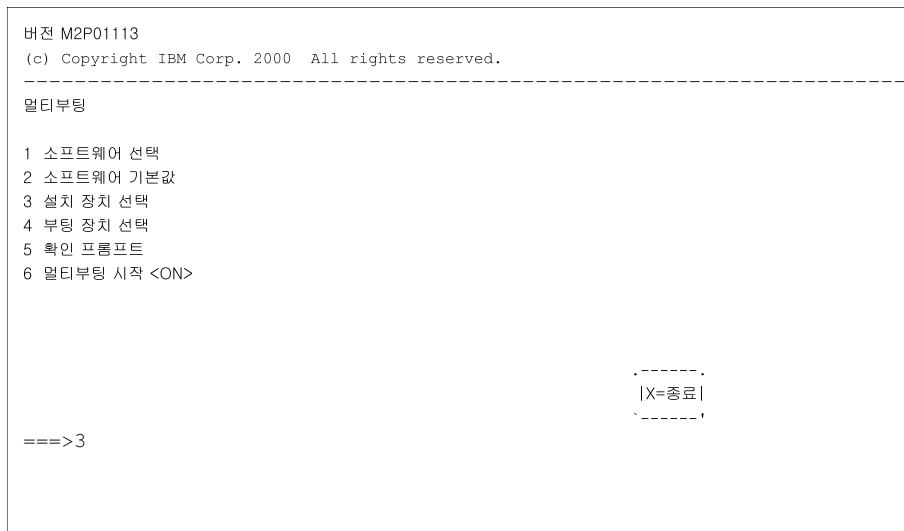 버전 M2P01113
(c) Copyright IBM Corp. 2000  All rights reserved.
-----------------------------------------------------------------------
멀티부팅
1 소프트웨어 선택
2 소프트웨어 기본값
3 설치 장치 선택
4 부팅 장치 선택
5 확인 프롬프트
6 멀티부팅 시작 <ON>
.------.
|X=종료|
`------'
===>3